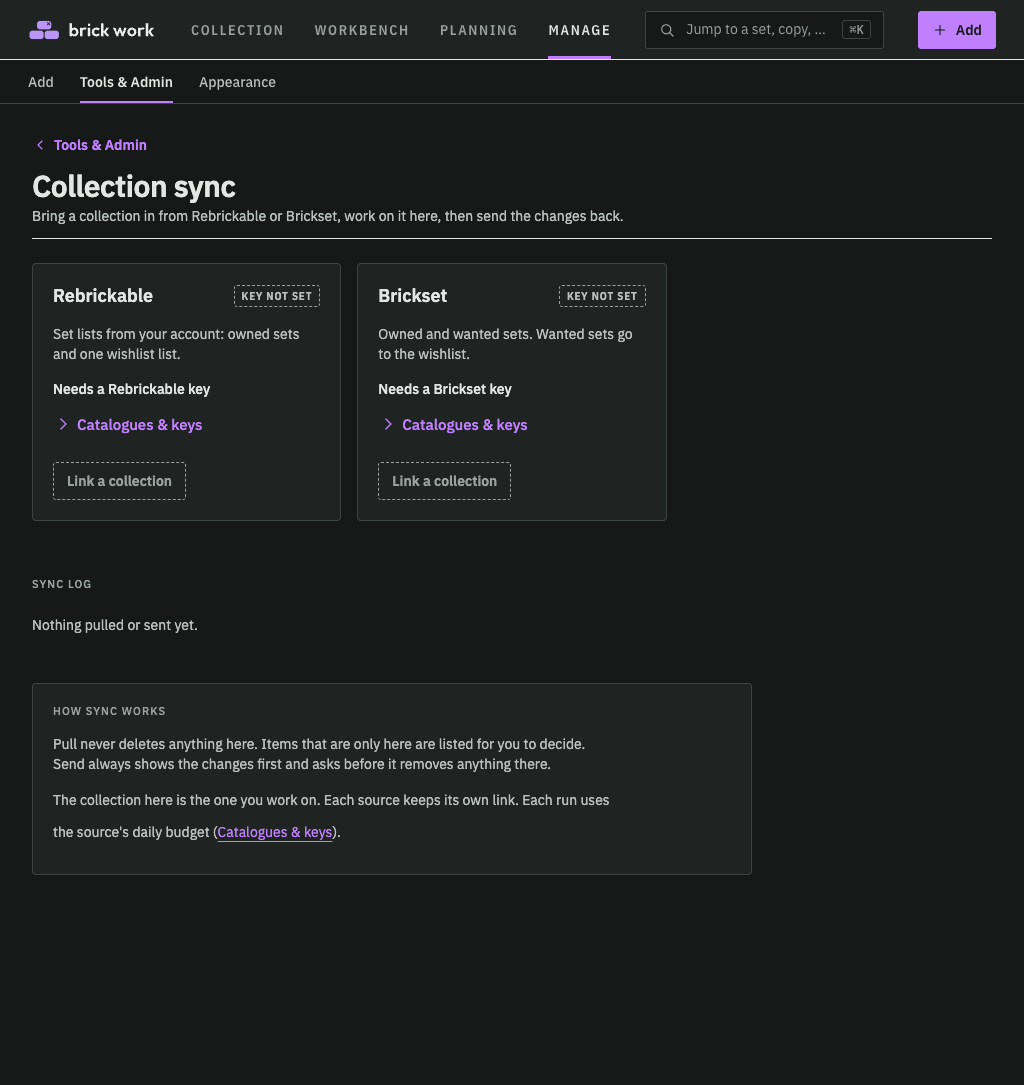 brick work
COLLECTION
WORKBENCH
PLANNING
MANAGE
Jump to a set, copy, ...
⌘K
+ Add
Add
Tools & Admin
Appearance
Tools & Admin
Collection sync
Bring a collection in from Rebrickable or Brickset, work on it here, then send the changes back.
Rebrickable
KEY NOT SET
Set lists from your account: owned sets
and one wishlist list.
Needs a Rebrickable key
Catalogues & keys
Link a collection
Brickset
KEY NOT SET
Owned and wanted sets. Wanted sets go
to the wishlist.
Needs a Brickset key
Catalogues & keys
Link a collection
SYNC LOG
Nothing pulled or sent yet.
HOW SYNC WORKS
Pull never deletes anything here. Items that are only here are listed for you to decide.
Send always shows the changes first and asks before it removes anything there.
The collection here is the one you work on. Each source keeps its own link. Each run uses
the source's daily budget (Catalogues & keys).